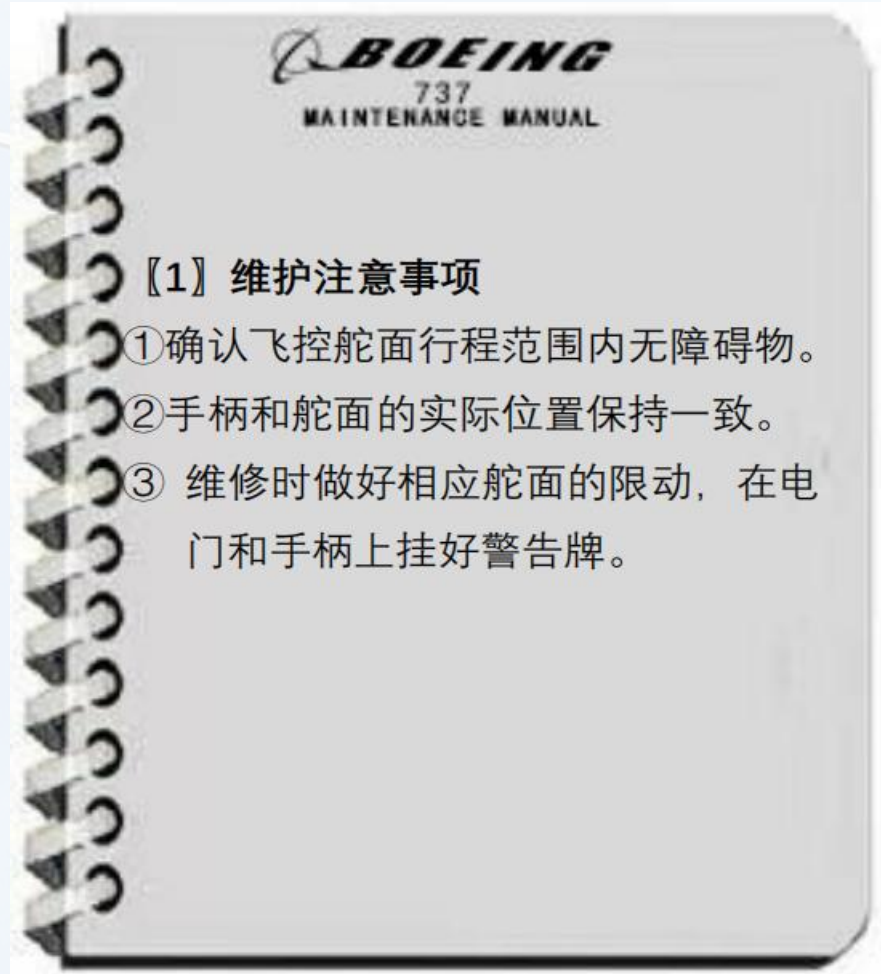 BOEING
737
MAINTENANCE MANUAL
〖1〗维护注意事项
①确认飞控舵面行程范围内无障碍物。
②手柄和舵面的实际位置保持一致。
③ 维修时做好相应舵面的限动，在电
门和手柄上挂好警告牌。